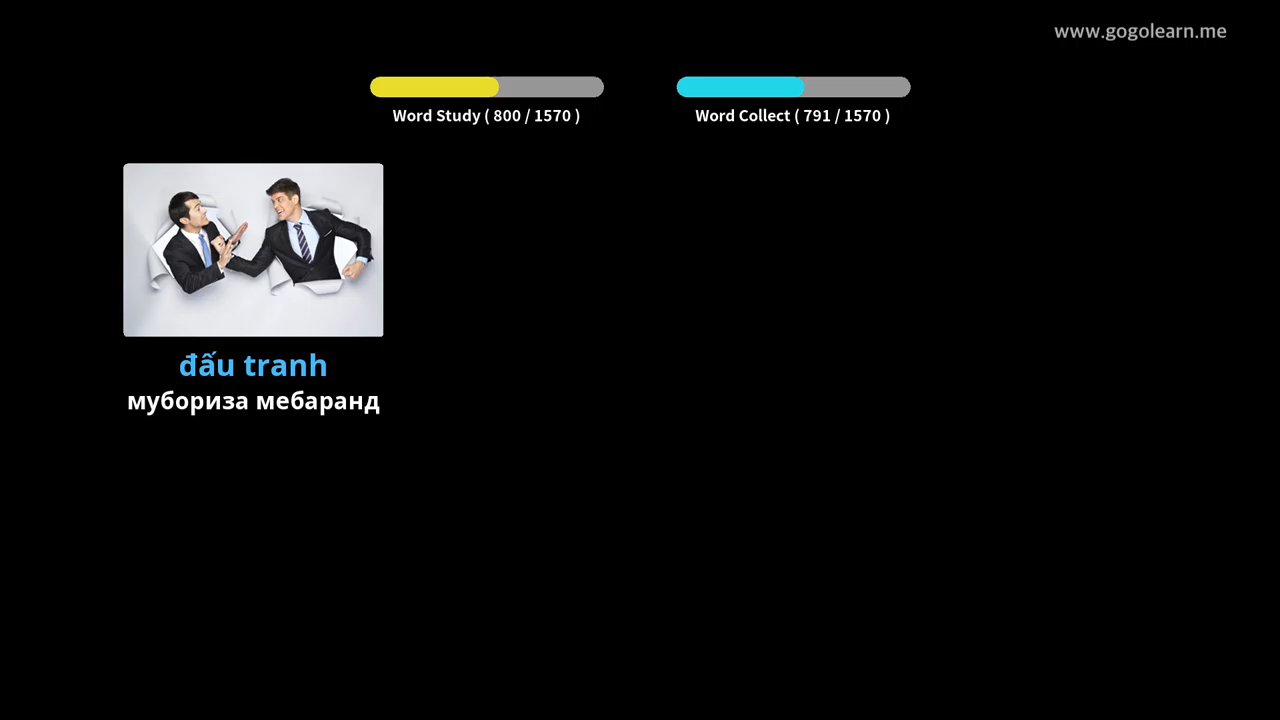 www.gogolearn.me
Word Study ( 800 / 1570 )
Word Collect ( 791 / 1570 )
đấu tranh
мубориза мебаранд